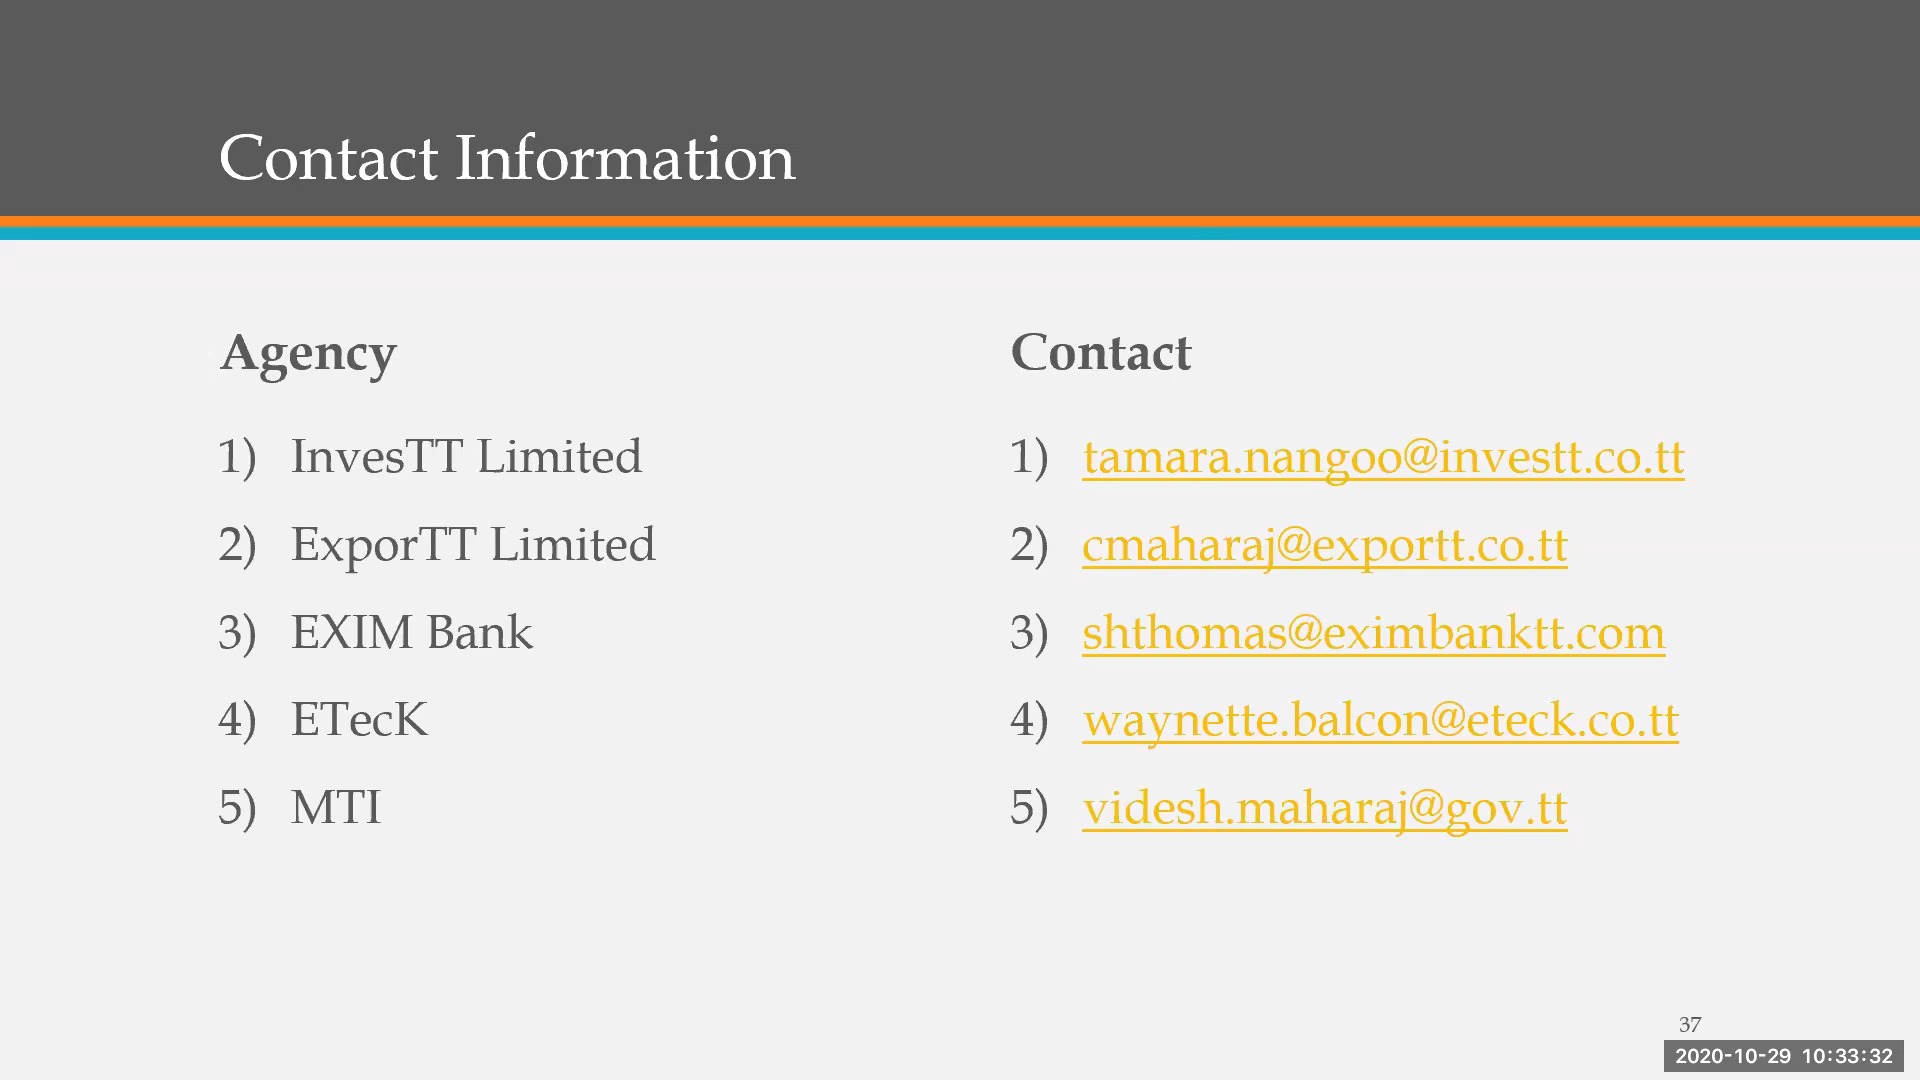 Contact Information
Agency
1) InvesTT Limited
2) ExporTT Limited
3) EXIM Bank
4) ETecK
5) MTI
Contact
1) tamara.nangoo@investt.co.tt
2) cmaharaj@exportt.co.tt
3) shthomas@eximbanktt.com
4) waynette.balcon@eteck.co.tt
5) videsh.maharaj@gov.tt
37
2020-10-29 10:33:32